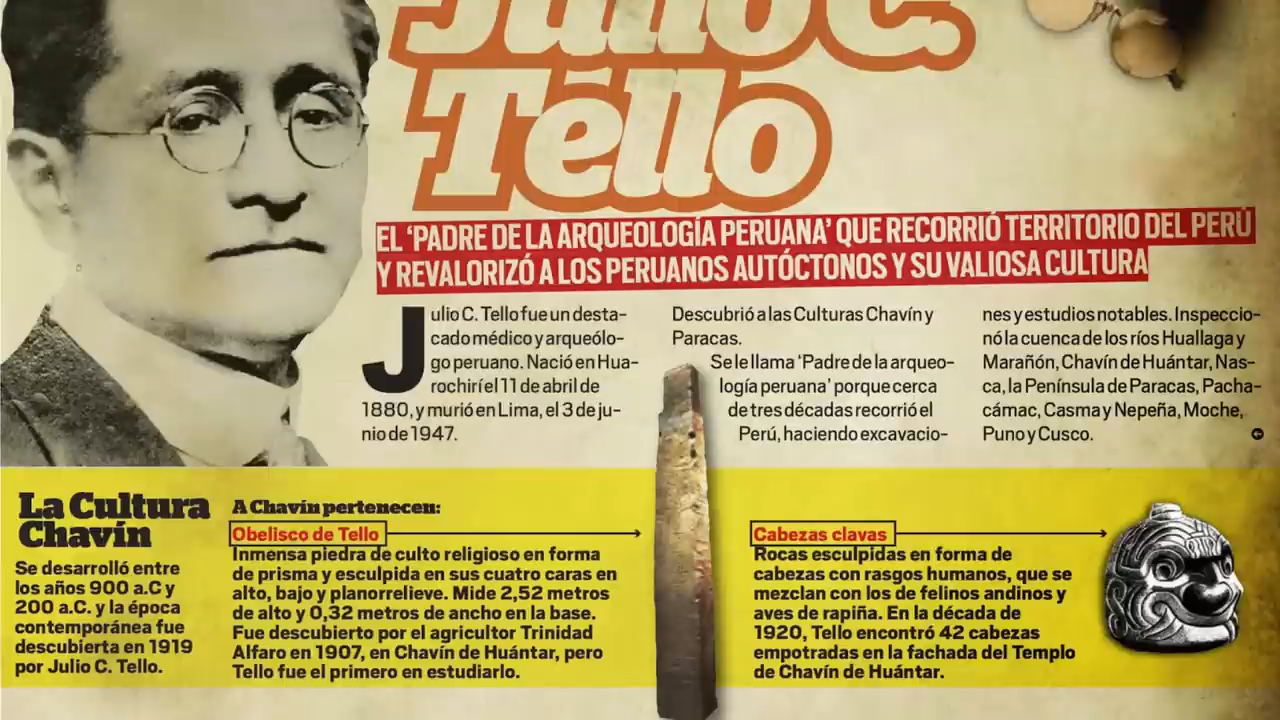 Julio C.
Tello
EL 'PADRE DE LA ARQUEOLOGÍA PERUANA' QUE RECORRIÓ TERRITORIO DEL PERÚ
Y REVALORIZÓ A LOS PERUANOS AUTÓCTONOS Y SU VALIOSA CULTURA
Julio C. Tello fue un desta-
cado médico y arqueólo-
go peruano. Nació en Hua-
rochirí el 11 de abril de
1880, y murió en Lima, el 3 de ju-
nio de 1947.
Descubrió a las Culturas Chavín y
Paracas.
Se le llama 'Padre de la arqueo-
logía peruana' porque cerca
de tres décadas recorrió el
Perú, haciendo excavacio-
nes y estudios notables. Inspeccio-
nó la cuenca de los ríos Huallaga y
Marañón, Chavín de Huántar, Nas-
ca, la Península de Paracas, Pacha-
cámac, Casma y Nepeña, Moche,
Puno y Cusco.
La Cultura
Chavín
Se desarrolló entre
los años 900 a.C y
200 a.C. y la época
contemporánea fue
descubierta en 1919
por Julio C. Tello.
A Chavín pertenecen:
Obelisco de Tello
Inmensa piedra de culto religioso en forma
de prisma y esculpida en sus cuatro caras en
alto, bajo y planorrelieve. Mide 2,52 metros
de alto y 0,32 metros de ancho en la base.
Fue descubierto por el agricultor Trinidad
Alfaro en 1907, en Chavín de Huántar, pero
Tello fue el primero en estudiarlo.
Cabezas clavas
Rocas esculpidas en forma de
cabezas con rasgos humanos, que se
mezclan con los de felinos andinos y
aves de rapiña. En la década de
1920, Tello encontró 42 cabezas
empotradas en la fachada del Templo
de Chavín de Huántar.